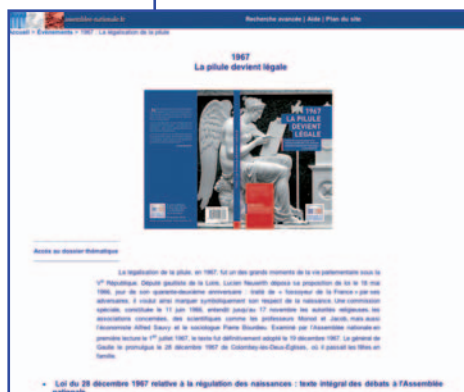 assemblee-nationale.fr
Recherche avancée | Aide | Plan du site
Accueil > Événements > 1967 : La légalisation de la pilule
1967
La pilule devient légale
1967
LA PILULE
DEVIENT
LÉGALE
Accès au dossier thématique
La légalisation de la pilule, en 1967, fut un des grands moments de la vie parlementaire sous la
Vᵉ République. Député gaulliste de la Loire, Lucien Neuwirth déposa sa proposition de loi le 18 mai
1966, jour de son quarante-deuxième anniversaire : traité de « fossoyeur de la France » par ses
adversaires, il voulut ainsi marquer symboliquement son respect de la naissance. Une commission
spéciale, constituée le 11 juin 1966, entendit jusqu'au 17 novembre les autorités religieuses, les
associations concernées, des scientifiques comme les professeurs Monod et Jacob, mais aussi
l'économiste Alfred Sauvy et le sociologue Pierre Bourdieu. Examiné par l'Assemblée nationale en
première lecture le 1ᵉʳ juillet 1967, le texte fut définitivement adopté le 19 décembre 1967. Le général de
Gaulle le promulgua le 28 décembre 1967 de Colombey-les-Deux-Églises, où il passait les fêtes en
famille.
• Loi du 28 décembre 1967 relative à la régulation des naissances : texte intégral des débats à l'Assemblée
nationale